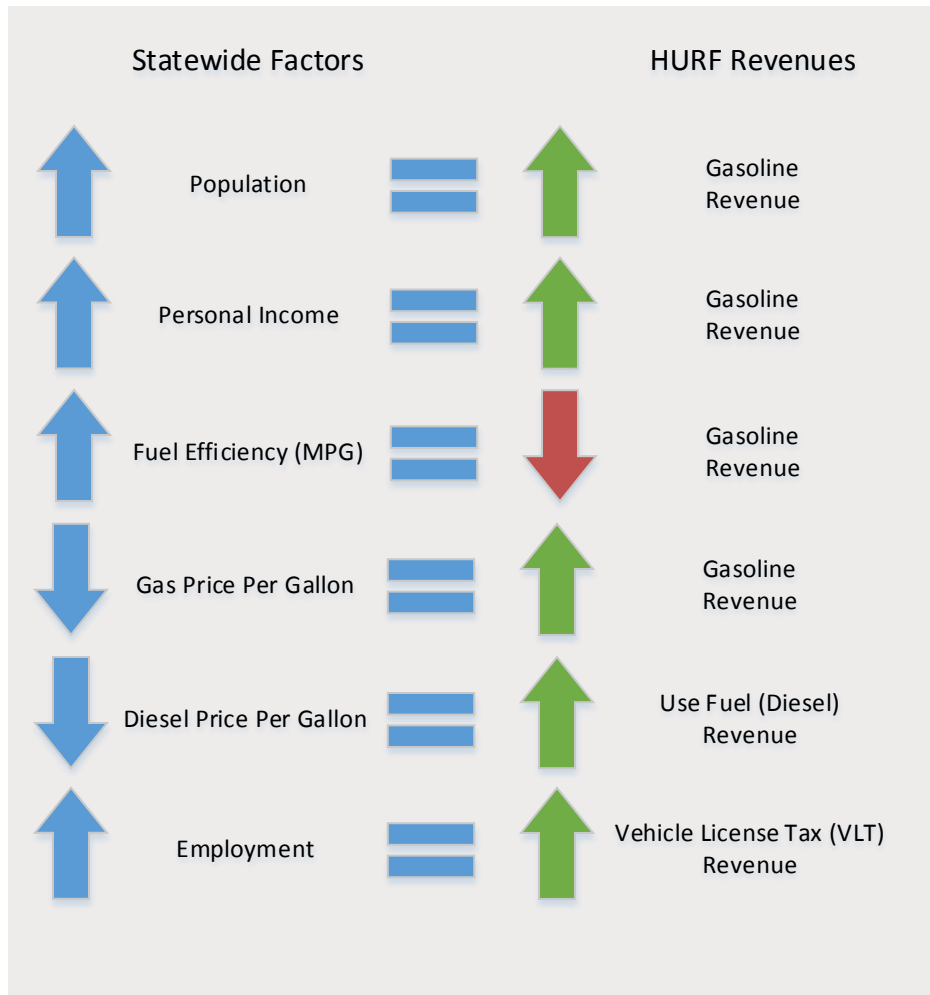 Statewide Factors
HURF Revenues
Population
Gasoline
Revenue
Personal Income
Gasoline
Revenue
Fuel Efficiency (MPG)
Gasoline
Revenue
Gas Price Per Gallon
Gasoline
Revenue
Diesel Price Per Gallon
Use Fuel (Diesel)
Revenue
Employment
Vehicle License Tax (VLT)
Revenue